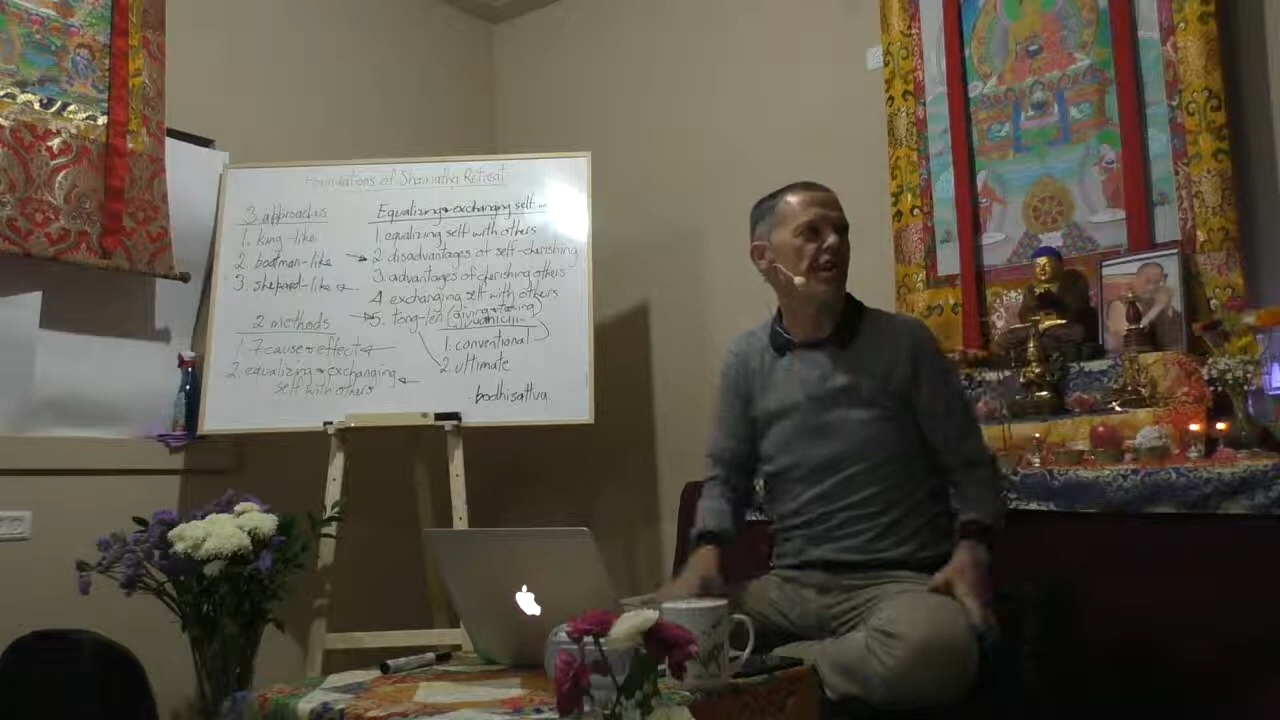 Foundations of Shamatha Retreat
3 approaches
1. king-like
2. boatman-like
3. shepard-like
2 methods
1. 7 cause + effect
2. equalizing + exchanging
self with others
Equalizing + exchanging self
1. equalizing self with others
2 disadvantages of self-cherishing
3. advantages of cherishing others
4. exchanging self with others
5. tong-len (giving + taking)
1. conventional
2. ultimate
bodhisattva